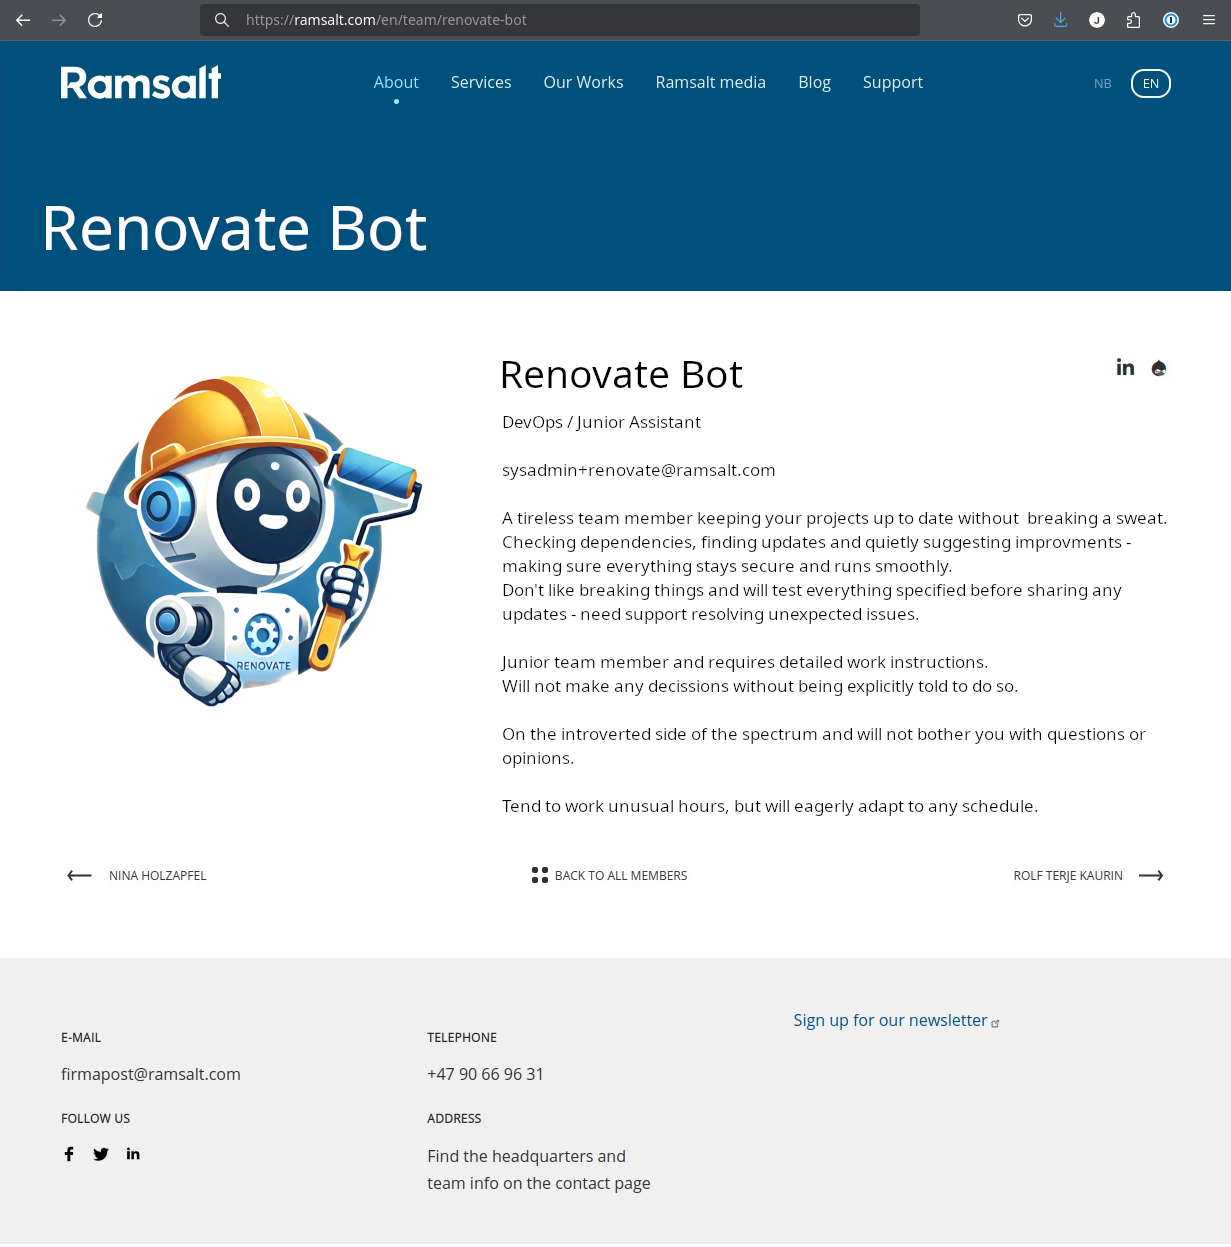 https://ramsalt.com/en/team/renovate-bot
Ramsalt
About Services Our Works Ramsalt media Blog Support NB EN
Renovate Bot
Renovate Bot in
DevOps / Junior Assistant
sysadmin+renovate@ramsalt.com
A tireless team member keeping your projects up to date without  breaking a sweat.
Checking dependencies, finding updates and quietly suggesting improvments -
making sure everything stays secure and runs smoothly.
Don't like breaking things and will test everything specified before sharing any
updates - need support resolving unexpected issues.
Junior team member and requires detailed work instructions.
Will not make any decissions without being explicitly told to do so.
On the introverted side of the spectrum and will not bother you with questions or
opinions.
Tend to work unusual hours, but will eagerly adapt to any schedule.
RENOVATE
NINA HOLZAPFEL BACK TO ALL MEMBERS ROLF TERJE KAURIN
E-MAIL
firmapost@ramsalt.com
FOLLOW US
f in
TELEPHONE
+47 90 66 96 31
ADDRESS
Find the headquarters and
team info on the contact page
Sign up for our newsletter